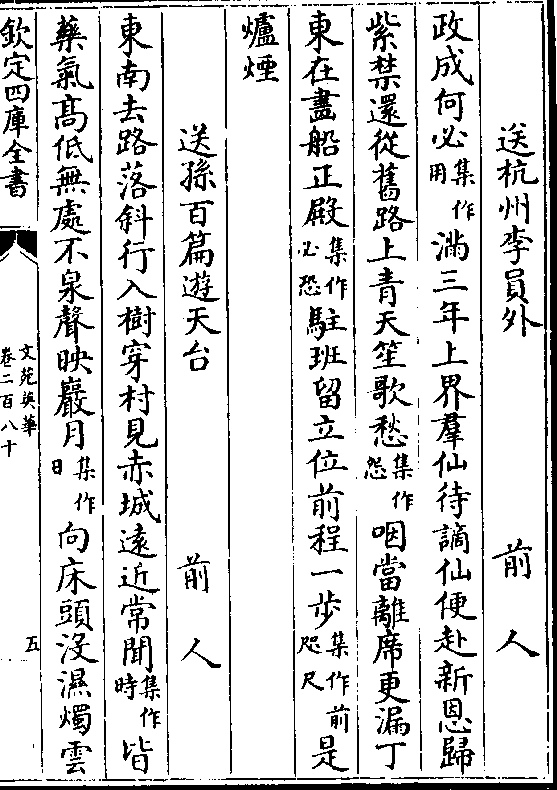 送杭州李員外　前人
政成何必集作用滿三年上界羣仙待謫仙便赴新恩歸
紫禁還從舊路上青天笙歌愁集作怨咽當離席更漏丁
東在畫船正殿集作必恐駐班留立位前程一步集作前咫尺是
爐煙
送孫百篇遊天台　前人
東南去路落斜行入樹穿村見赤城遠近常聞集作時皆
藥氣高低無處不泉聲映巖月集作日向床頭沒濕燭雲
欽定四庫全書
文苑英華
卷二百八十
五